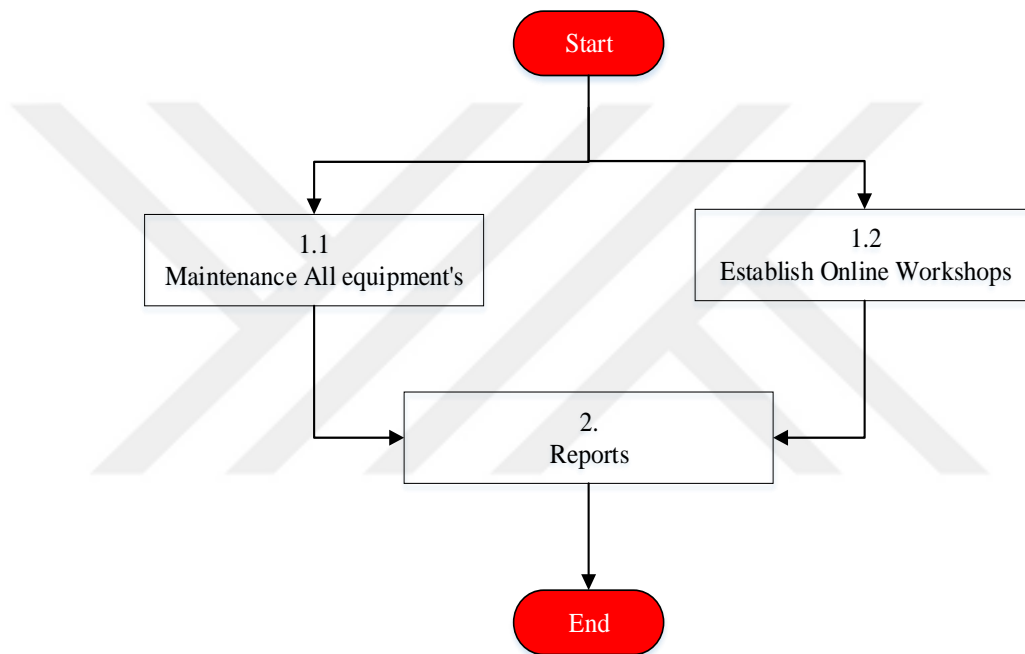 Start
1.1
Maintenance All equipment's
1.2
Establish Online Workshops
2.
Reports
End